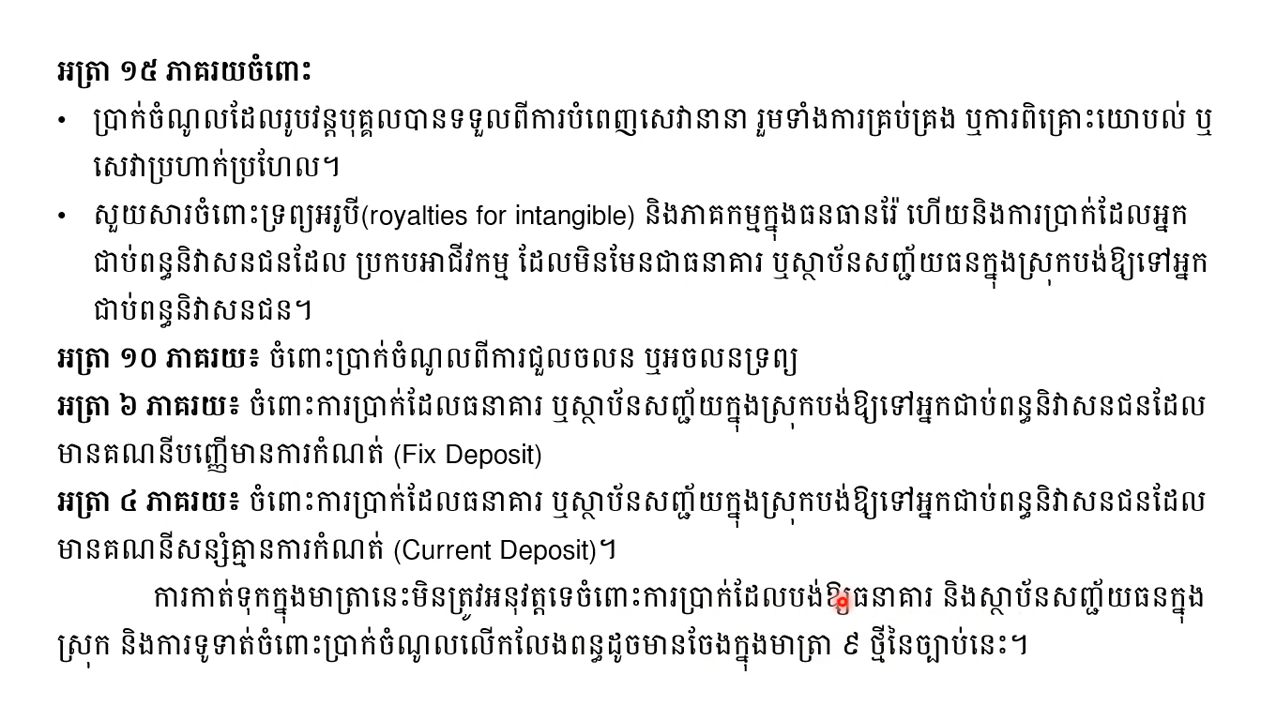 អត្រា ១៥ ភាគរយចំពោះ
• ប្រាក់ចំណូលដែលរូបវន្តបុគ្គលបានទទួលពីការបំពេញសេវានានា រួមទាំងការគ្រប់គ្រង ឬការពិគ្រោះយោបល់ ឬ
សេវាប្រហាក់ប្រហែល។
• សួយសារចំពោះទ្រព្យអរូបី(royalties for intangible) និងភាគកម្មក្នុងធនធានរ៉ែ ហើយនិងការប្រាក់ដែលអ្នក
ជាប់ពន្ធនិវាសនជនដែល ប្រកបអាជីវកម្ម ដែលមិនមែនជាធនាគារ ឬស្ថាប័នសញ្ជ័យធនក្នុងស្រុកបង់ឱ្យទៅអ្នក
ជាប់ពន្ធនិវាសនជន។
អត្រា ១០ ភាគរយ៖ ចំពោះប្រាក់ចំណូលពីការជួលចលន ឬអចលនទ្រព្យ
អត្រា ៦ ភាគរយ៖ ចំពោះការប្រាក់ដែលធនាគារ ឬស្ថាប័នសញ្ជ័យក្នុងស្រុកបង់ឱ្យទៅអ្នកជាប់ពន្ធនិវាសនជនដែល
មានគណនីបញ្ញើមានការកំណត់ (Fix Deposit)
អត្រា ៤ ភាគរយ៖ ចំពោះការប្រាក់ដែលធនាគារ ឬស្ថាប័នសញ្ជ័យក្នុងស្រុកបង់ឱ្យទៅអ្នកជាប់ពន្ធនិវាសនជនដែល
មានគណនីសន្សំគ្មានការកំណត់ (Current Deposit)។
ការកាត់ទុកក្នុងមាត្រានេះមិនត្រូវអនុវត្តទេចំពោះការប្រាក់ដែលបង់ឱ្យធនាគារ និងស្ថាប័នសញ្ជ័យធនក្នុង
ស្រុក និងការទូទាត់ចំពោះប្រាក់ចំណូលលើកលែងពន្ធដូចមានចែងក្នុងមាត្រា ៩ ថ្មីនៃច្បាប់នេះ។